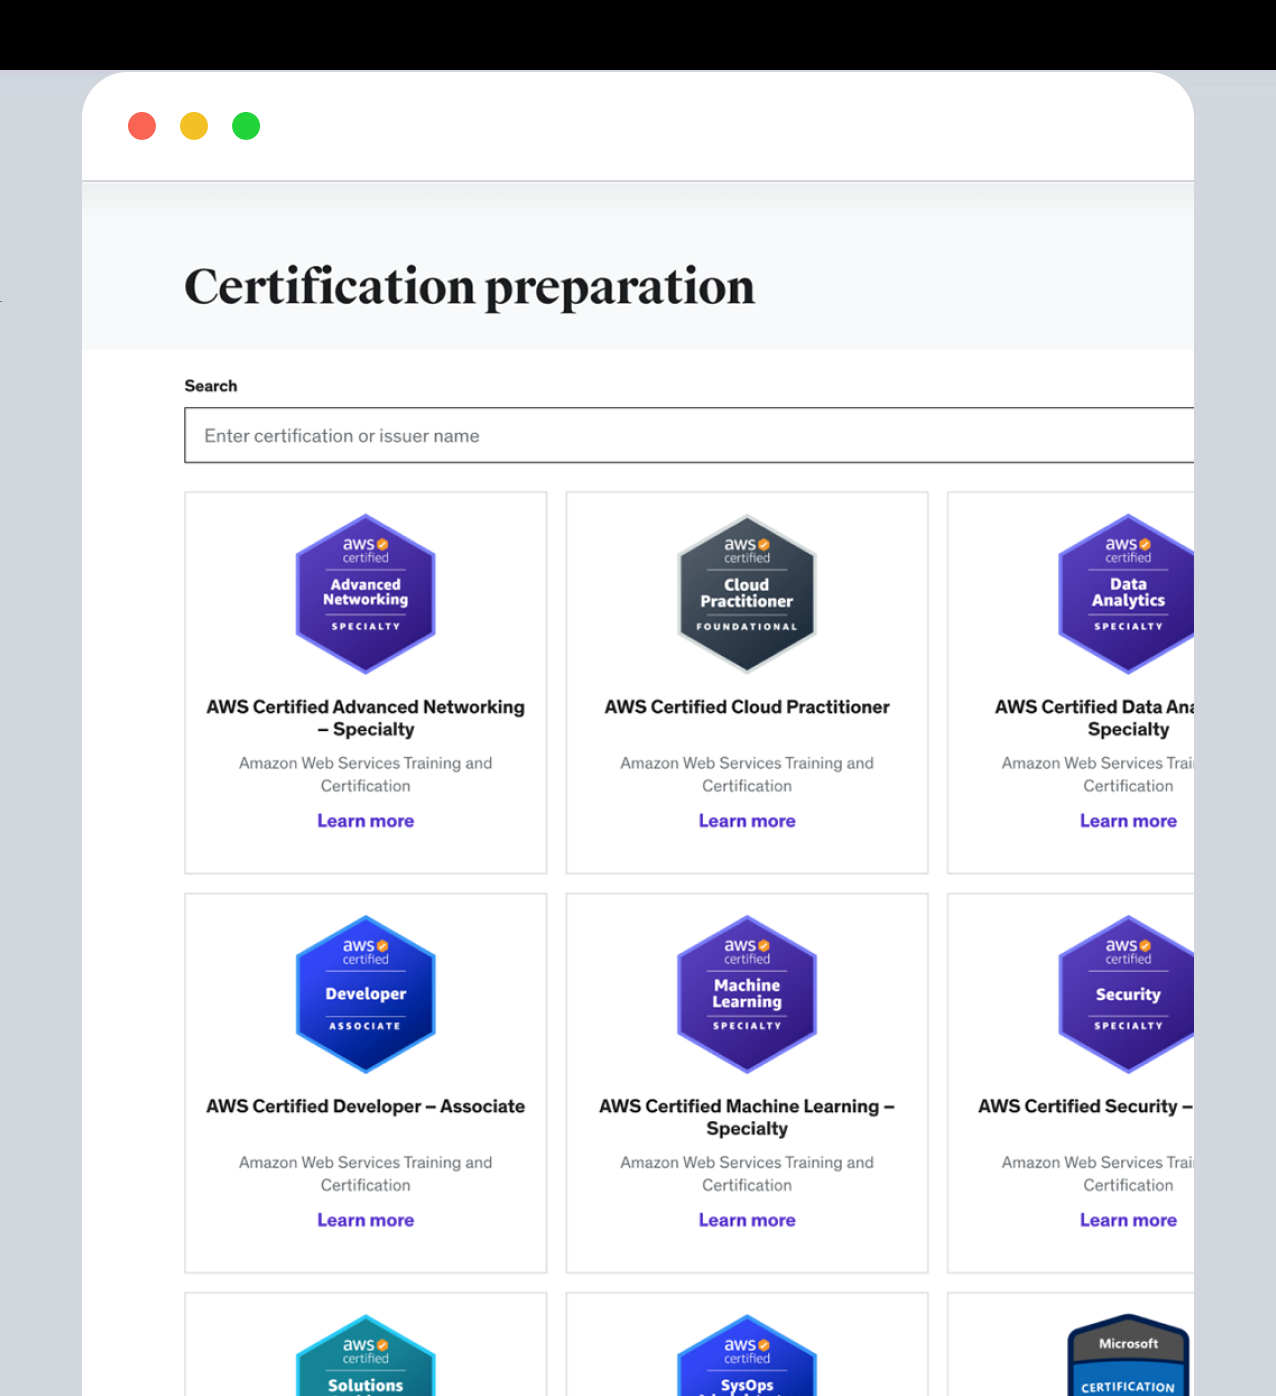 Certification preparation
Search
Enter certification or issuer name
aws
certified
Advanced
Networking
SPECIALTY
AWS Certified Advanced Networking
– Specialty
Amazon Web Services Training and
Certification
Learn more
aws
certified
Cloud
Practitioner
FOUNDATIONAL
AWS Certified Cloud Practitioner
Amazon Web Services Training and
Certification
Learn more
aws
certified
Data
Analytics
SPECIALTY
AWS Certified Data Ana
Specialty
Amazon Web Services Trai
Certification
Learn more
aws
certified
Developer
ASSOCIATE
AWS Certified Developer – Associate
Amazon Web Services Training and
Certification
Learn more
aws
certified
Machine
Learning
SPECIALTY
AWS Certified Machine Learning –
Specialty
Amazon Web Services Training and
Certification
Learn more
aws
certified
Security
SPECIALTY
AWS Certified Security –
Amazon Web Services Trai
Certification
Learn more
aws
certified
Solutions
aws
certified
SysOps
Microsoft
CERTIFICATION